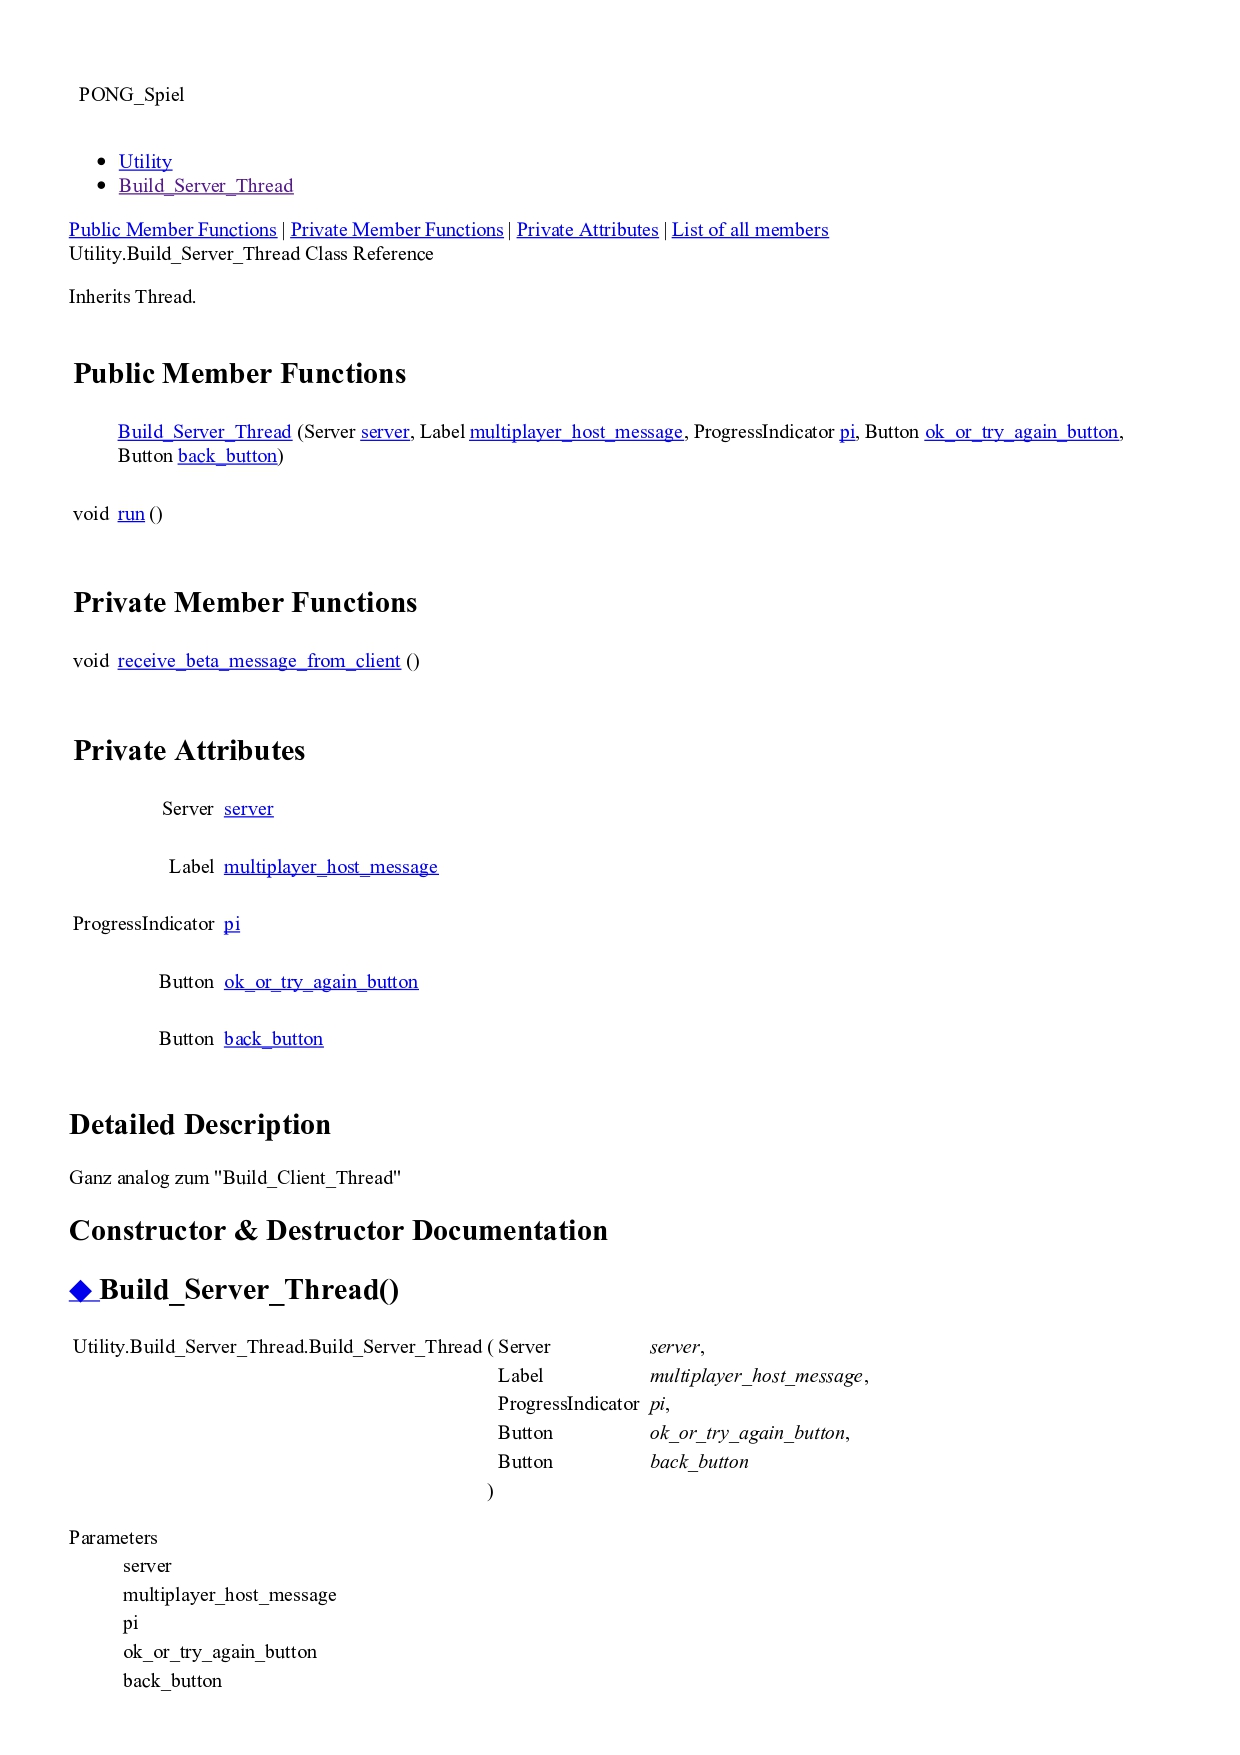 PONG_Spiel
• Utility
• Build_Server_Thread
Public Member Functions | Private Member Functions | Private Attributes | List of all members
Utility.Build_Server_Thread Class Reference
Inherits Thread.
Public Member Functions
Build_Server_Thread (Server server, Label multiplayer_host_message, ProgressIndicator pi, Button ok_or_try_again_button,
Button back_button)
void run ()
Private Member Functions
void receive_beta_message_from_client ()
Private Attributes
Server server
Label multiplayer_host_message
ProgressIndicator pi
Button ok_or_try_again_button
Button back_button
Detailed Description
Ganz analog zum "Build_Client_Thread"
Constructor & Destructor Documentation
◆ Build_Server_Thread()
Utility.Build_Server_Thread.Build_Server_Thread ( Server server,
Label multiplayer_host_message,
ProgressIndicator pi,
Button ok_or_try_again_button,
Button back_button
)
Parameters
server
multiplayer_host_message
pi
ok_or_try_again_button
back_button